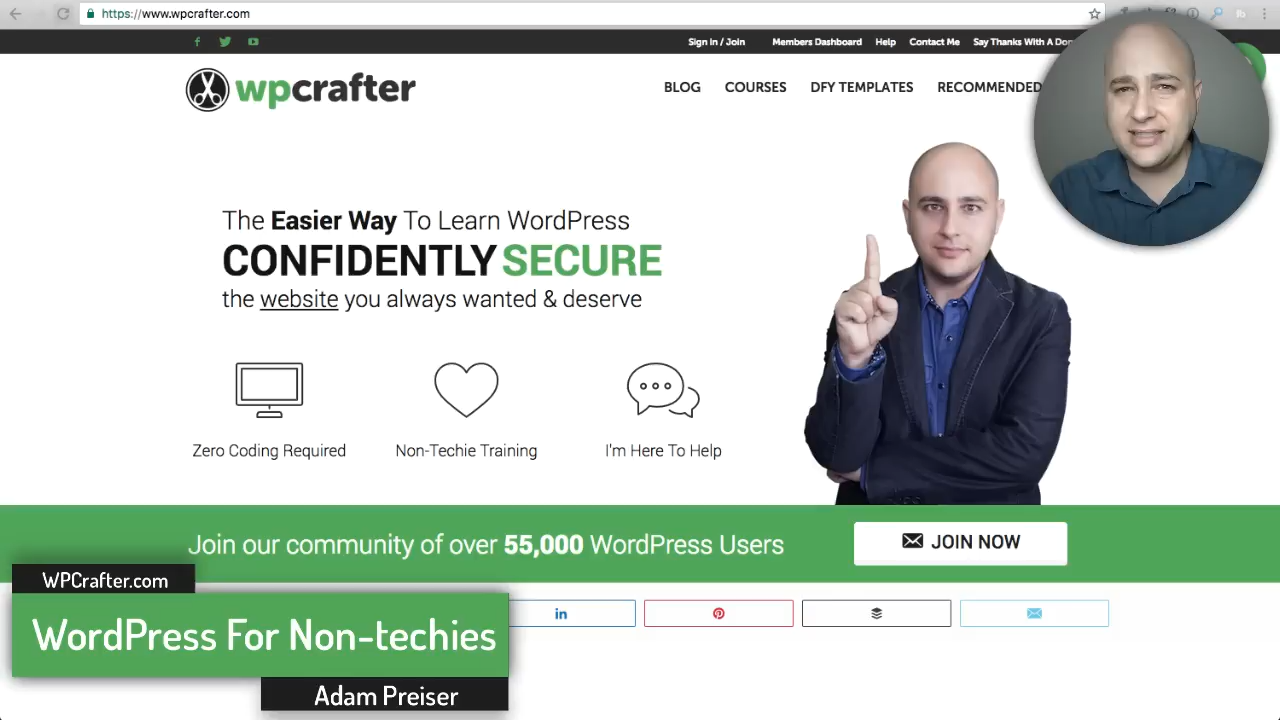 https://www.wpcrafter.com
Sign In / Join Members Dashboard Help Contact Me Say Thanks With A
wpcrafter
BLOG COURSES DFY TEMPLATES RECOMMENDED
The Easier Way To Learn WordPress
CONFIDENTLY SECURE
the website you always wanted & deserve
Zero Coding Required Non-Techie Training I'm Here To Help
Join our community of over 55,000 WordPress Users
JOIN NOW
WPCrafter.com
WordPress For Non-techies
Adam Preiser